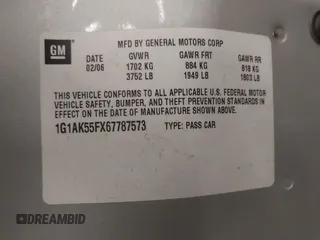 GM
MFD BY GENERAL MOTORS CORP
DATE GVWR GAWR FRT GAWR RR
02/06 1702 KG 884 KG 818 KG
3752 LB 1949 LB 1803 LB
THIS VEHICLE CONFORMS TO ALL APPLICABLE U.S. FEDERAL MOTOR
VEHICLE SAFETY, BUMPER, AND THEFT PREVENTION STANDARDS IN
EFFECT ON THE DATE OF MANUFACTURE SHOWN ABOVE.
1G1AK55FX67787573 TYPE: PASS CAR
DREAMBID